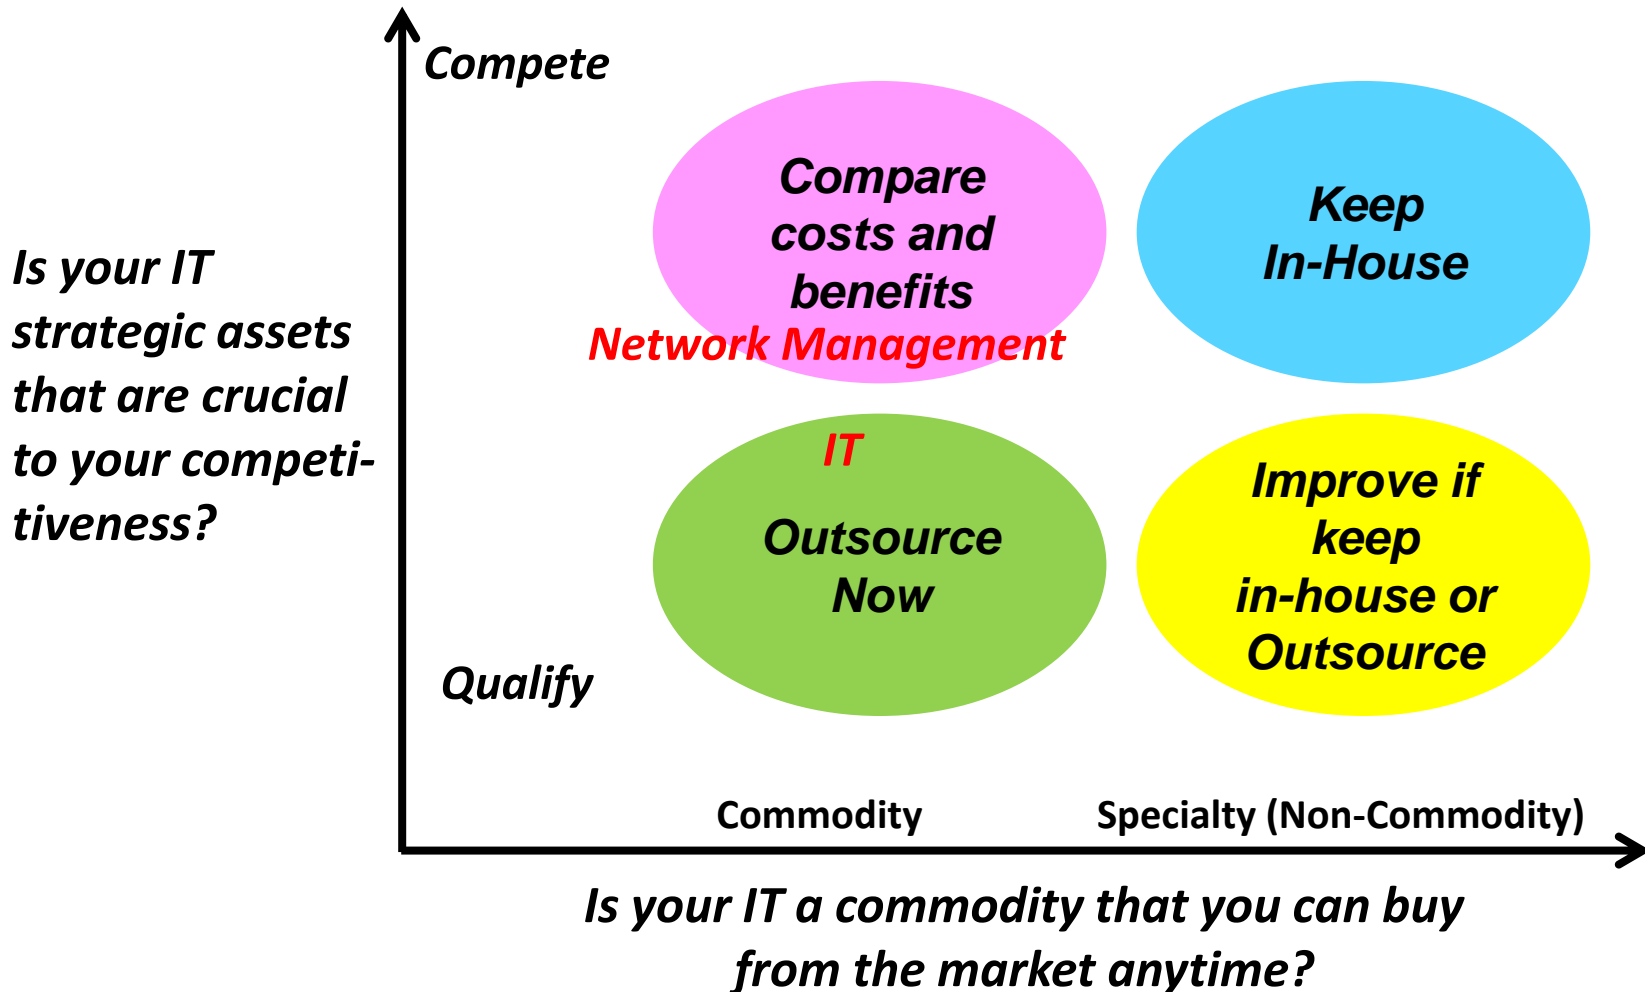 Compete
Is your IT
strategic assets
that are crucial
to your competi-
tiveness?
Compare
costs and
benefits
Network Management
Keep
In-House
IT
Outsource
Now
Improve if
keep
in-house or
Outsource
Qualify
Commodity
Specialty (Non-Commodity)
Is your IT a commodity that you can buy
from the market anytime?